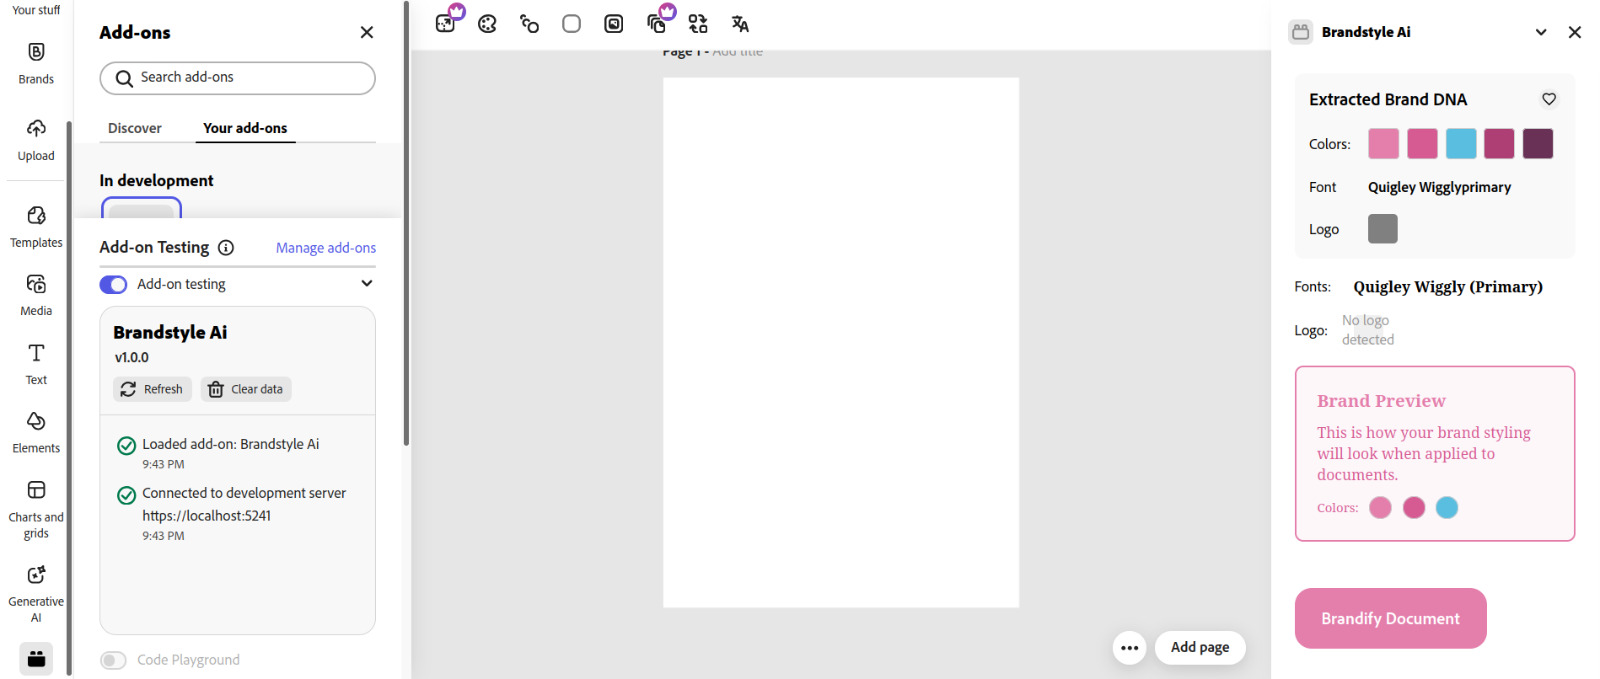 Your stuff
Brands
Upload
Templates
Media
Text
Elements
Charts and
grids
Generative
AI
Add-ons
Search add-ons
Discover
Your add-ons
In development
Add-on Testing
Manage add-ons
Add-on testing
Brandstyle Ai
v1.0.0
Refresh
Clear data
Loaded add-on: Brandstyle Ai
9:43 PM
Connected to development server
https://localhost:5241
9:43 PM
Code Playground
Page 1 - Add title
Add page
Brandstyle Ai
Extracted Brand DNA
Colors:
Font
Quigley Wigglyprimary
Logo
Fonts:
Quigley Wiggly (Primary)
Logo:
No logo
detected
Brand Preview
This is how your brand styling
will look when applied to
documents.
Colors:
Brandify Document